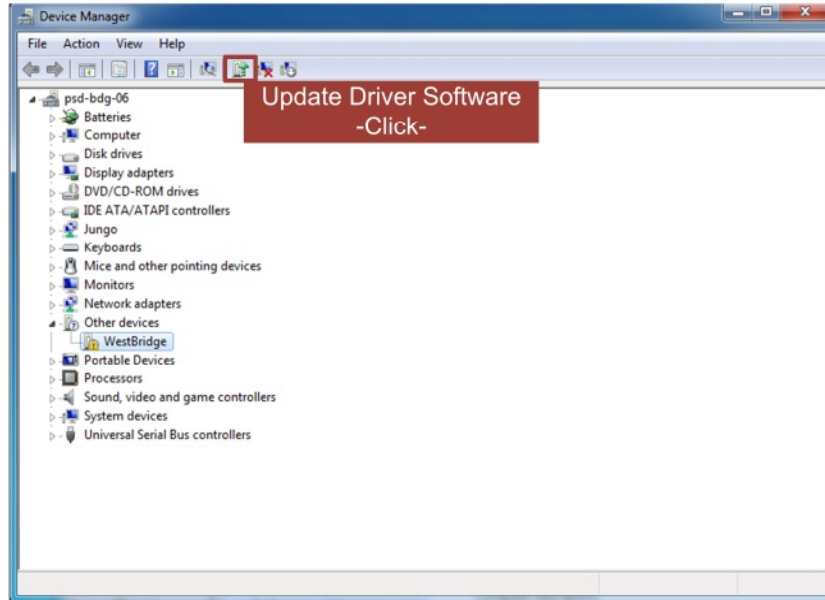 Device Manager
File Action View Help
Update Driver Software
-Click-
psd-bdg-06
Batteries
Computer
Disk drives
Display adapters
DVD/CD-ROM drives
IDE ATA/ATAPI controllers
Jungo
Keyboards
Mice and other pointing devices
Monitors
Network adapters
Other devices
WestBridge
Portable Devices
Processors
Sound, video and game controllers
System devices
Universal Serial Bus controllers